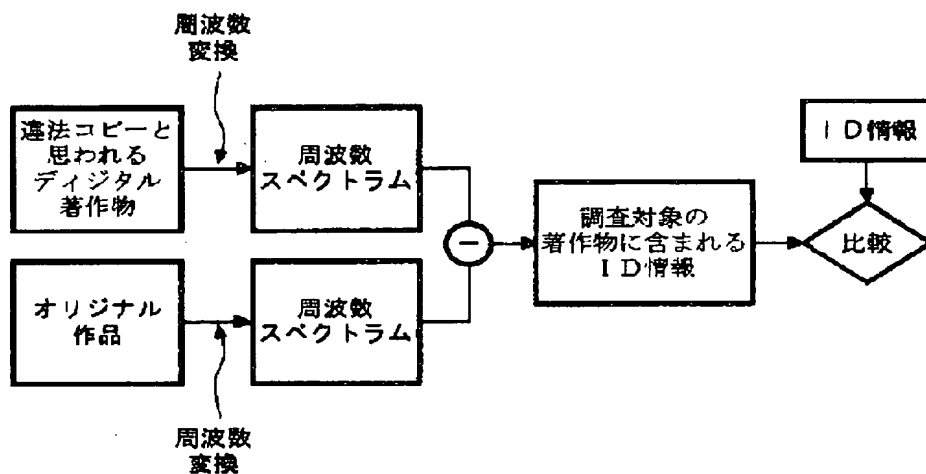 周波数
変換
違法コピーと
思われる
ディジタル
著作物
周波数
スペクトラム
ID情報
−
調査対象の
著作物に含まれる
ID情報
比較
オリジナル
作品
周波数
スペクトラム
周波数
変換